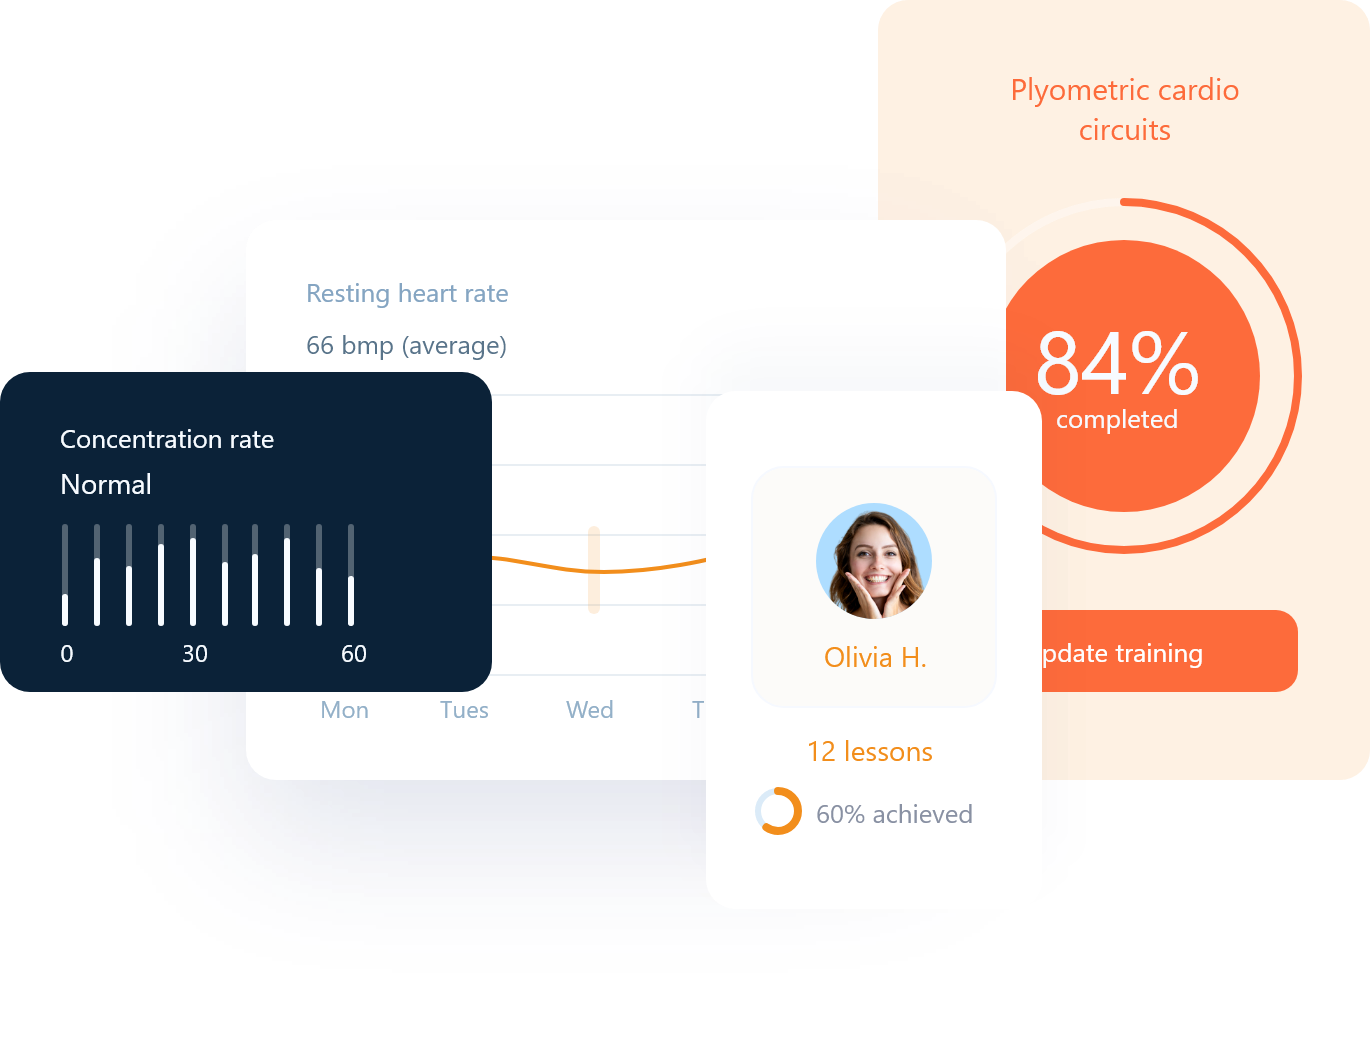 Plyometric cardio
circuits
84%
completed
pdate training
Resting heart rate
66 bmp (average)
Mon Tues Wed T
Concentration rate
Normal
0 30 60
Olivia H.
12 lessons
60% achieved